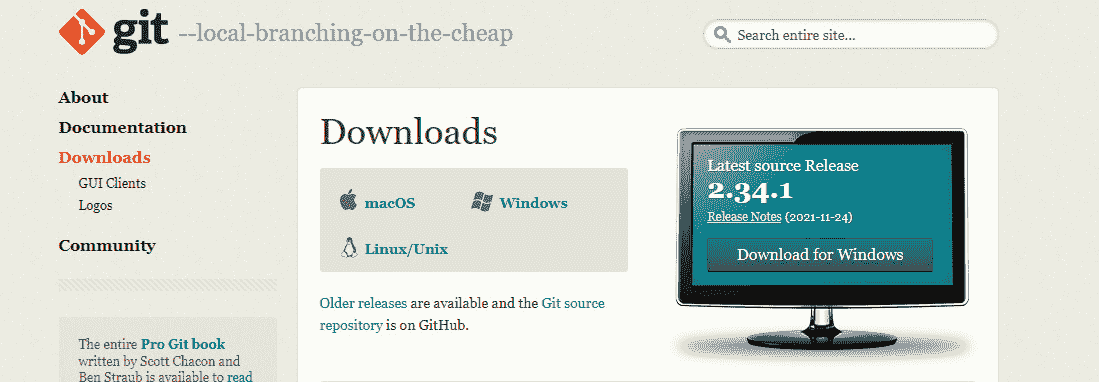 git --local-branching-on-the-cheap
Search entire site...
About
Documentation
Downloads
GUI Clients
Logos
Community
The entire Pro Git book
written by Scott Chacon and
Ben Straub is available to read
Downloads
macOS
Windows
Linux/Unix
Older releases are available and the Git source
repository is on GitHub.
Latest source Release
2.34.1
Release Notes (2021-11-24)
Download for Windows